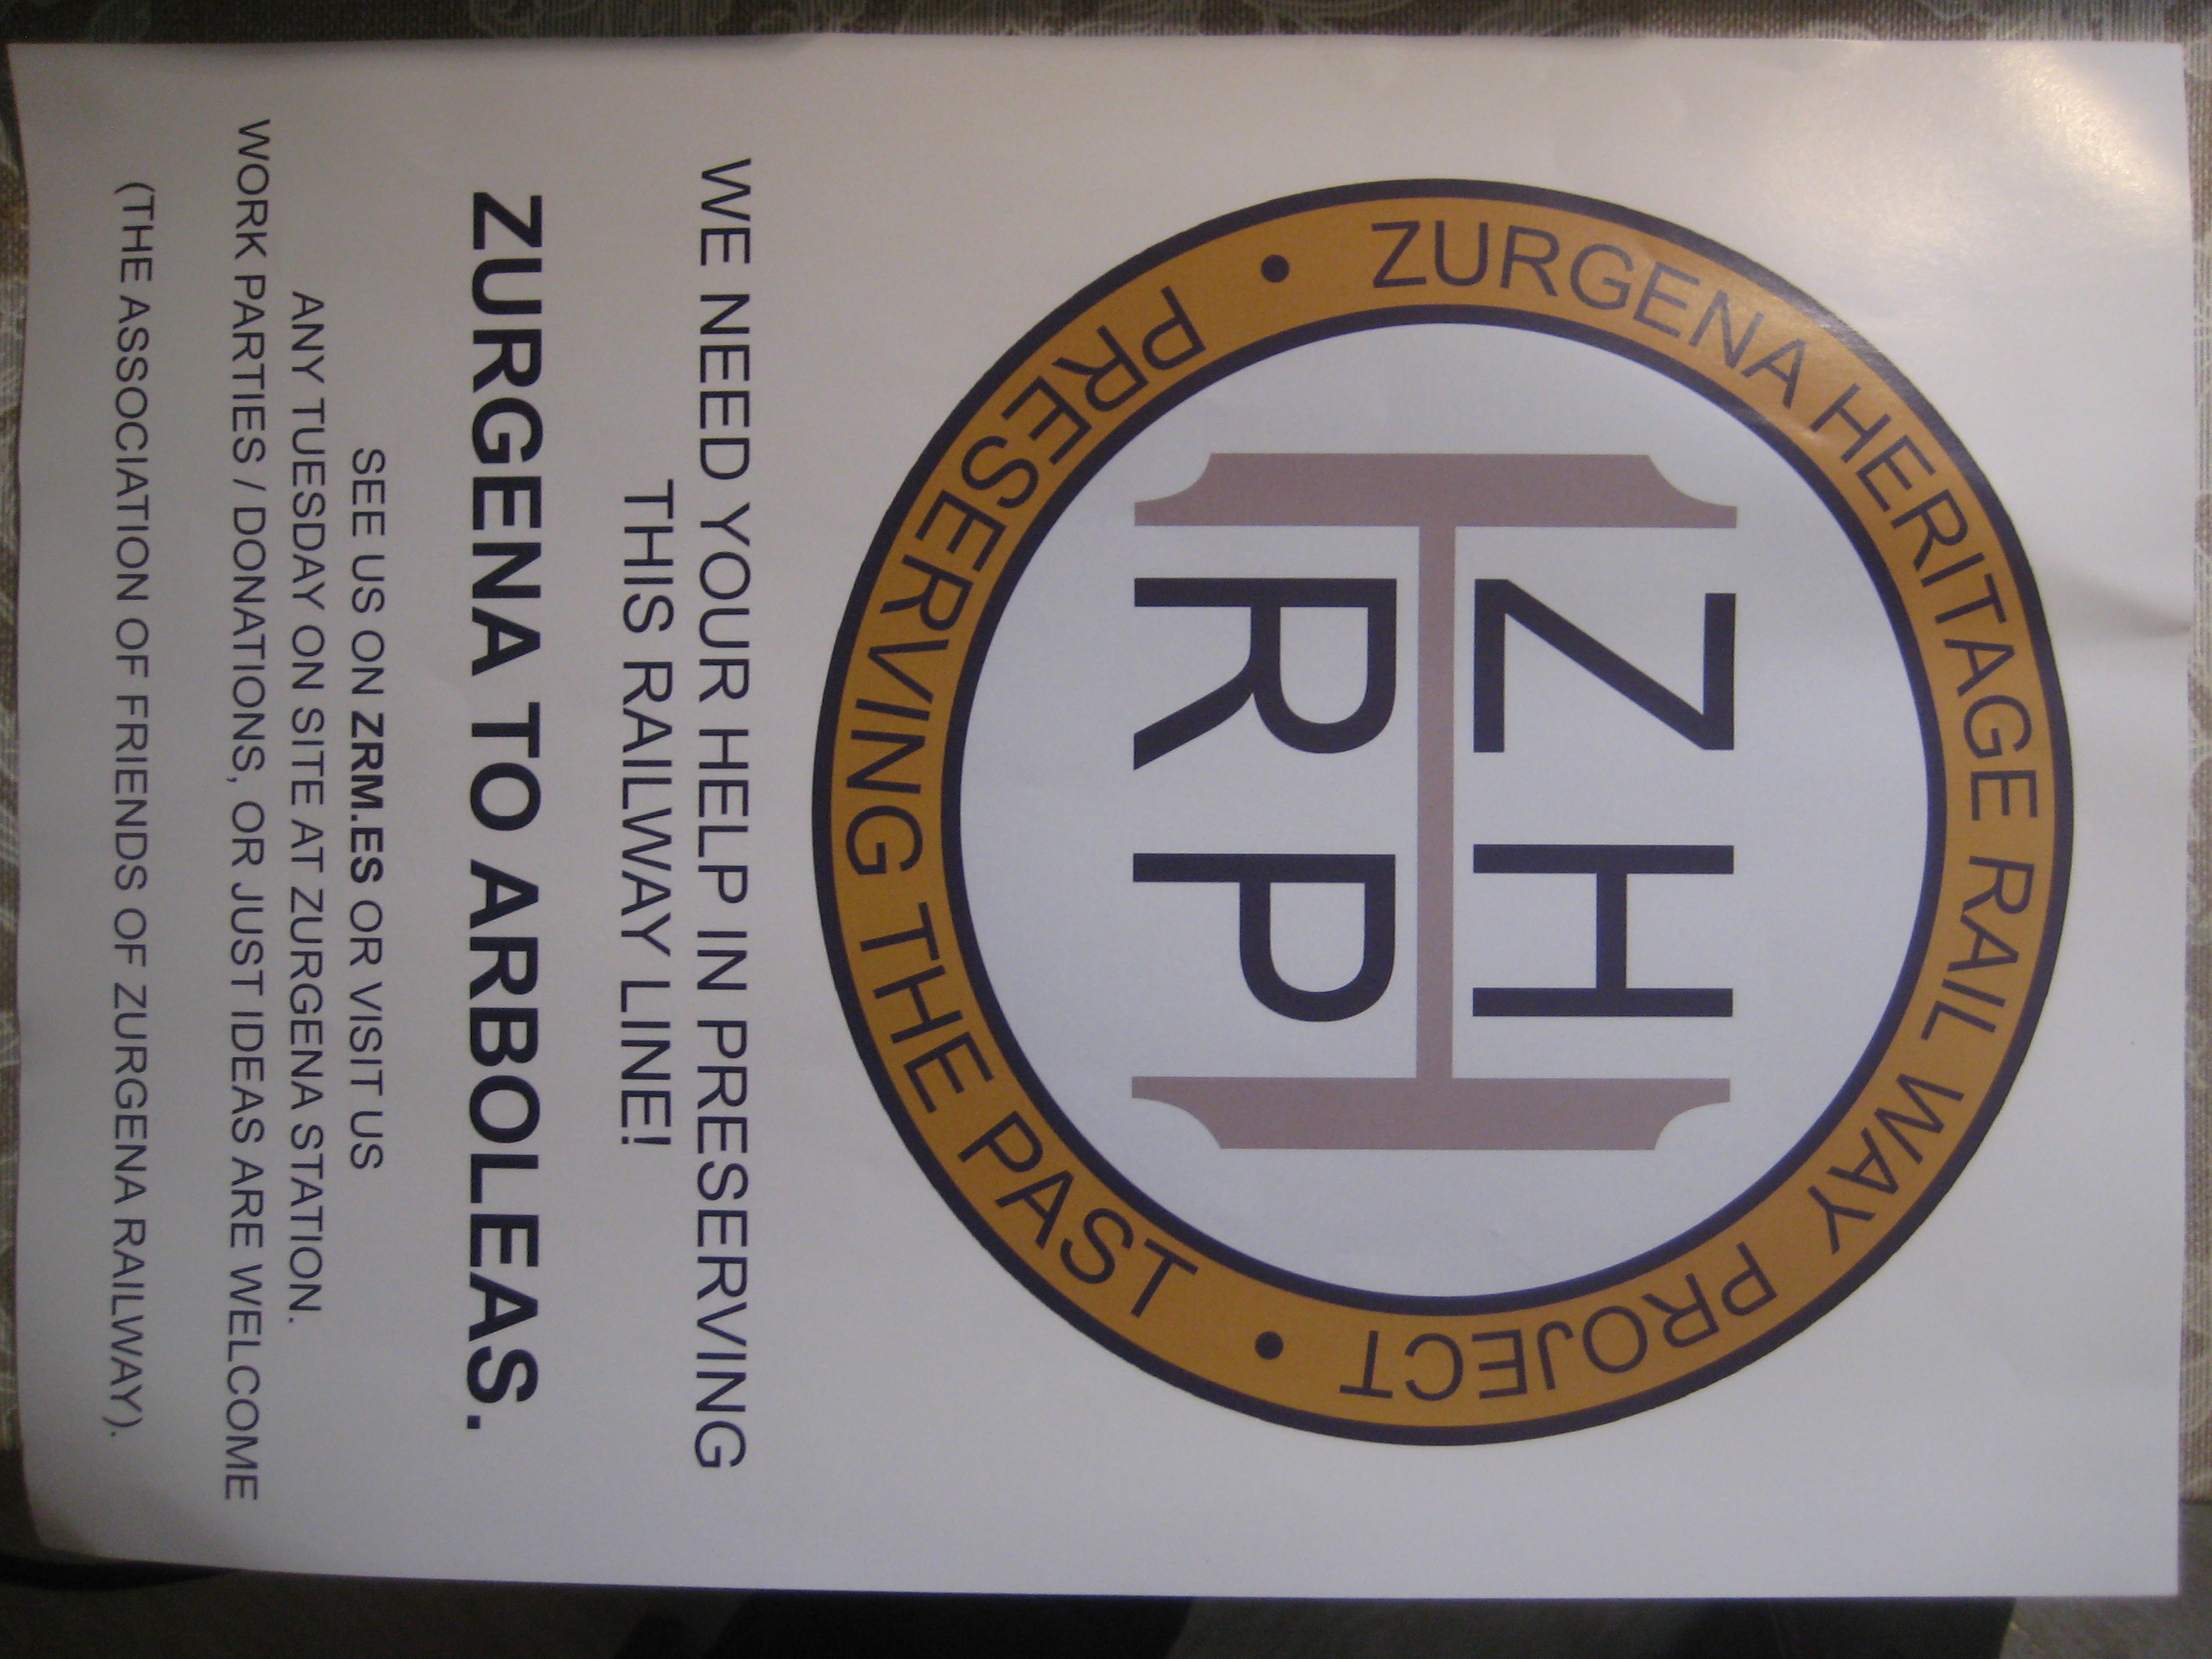 ZURGENA HERITAGE RAIL WAY PROJECT
ZH
RP
• PRESERVING THE PAST •
WE NEED YOUR HELP IN PRESERVING
THIS RAILWAY LINE!
ZURGENA TO ARBOLEAS.
SEE US ON ZRM.ES OR VISIT US
ANY TUESDAY ON SITE AT ZURGENA STATION.
WORK PARTIES / DONATIONS, OR JUST IDEAS ARE WELCOME
(THE ASSOCIATION OF FRIENDS OF ZURGENA RAILWAY).